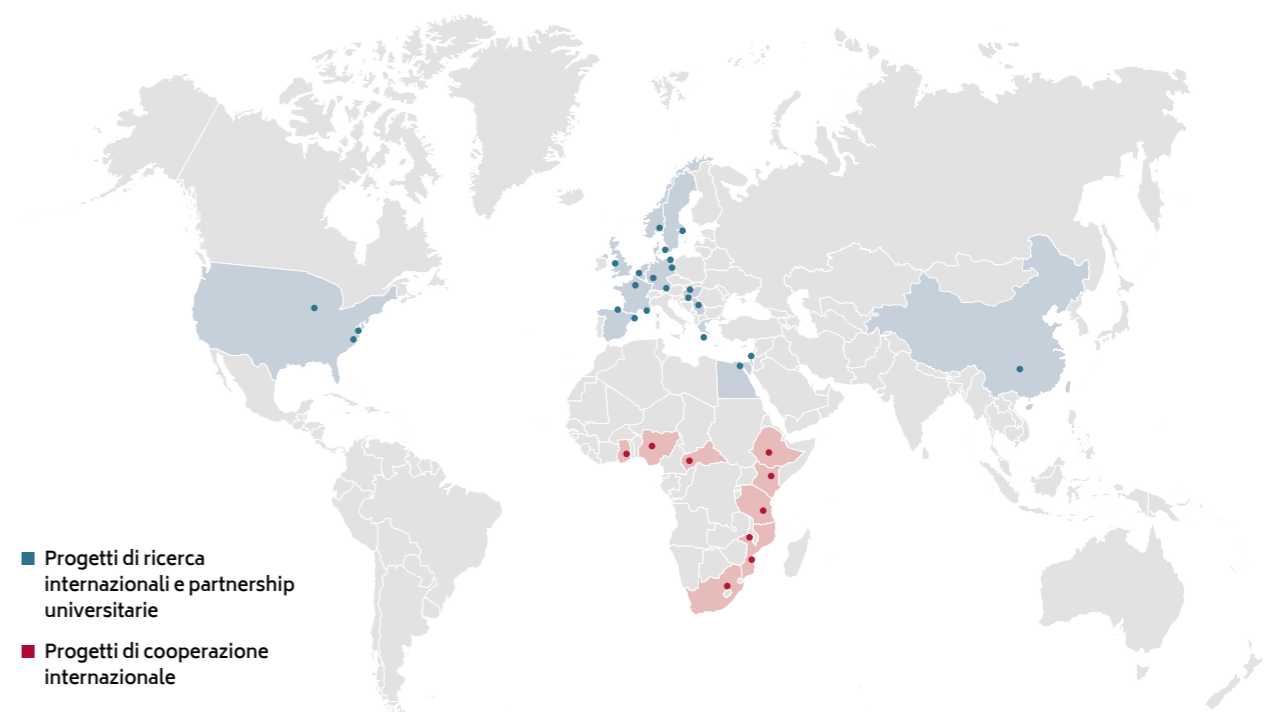 Progetti di ricerca
internazionali e partnership
universitarie
Progetti di cooperazione
internazionale